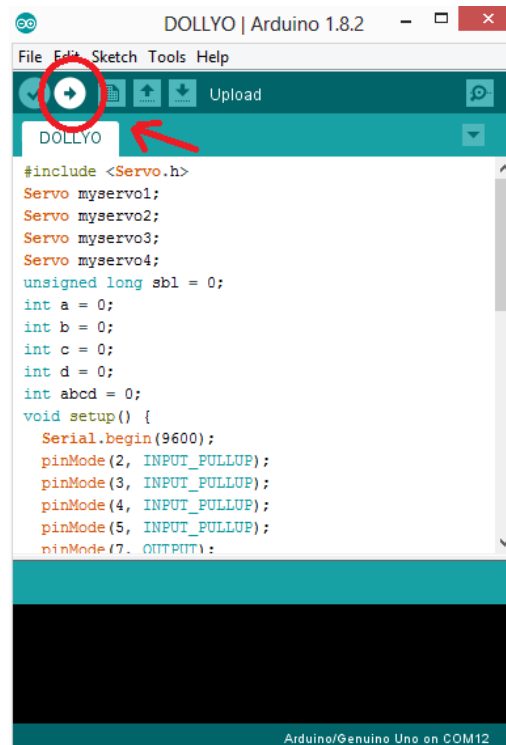 DOLLYO | Arduino 1.8.2
File Edit Sketch Tools Help
Upload
DOLLYO
#include <Servo.h>
Servo myservo1;
Servo myservo2;
Servo myservo3;
Servo myservo4;
unsigned long sbl = 0;
int a = 0;
int b = 0;
int c = 0;
int d = 0;
int abcd = 0;
void setup() {
  Serial.begin(9600);
  pinMode(2, INPUT_PULLUP);
  pinMode(3, INPUT_PULLUP);
  pinMode(4, INPUT_PULLUP);
  pinMode(5, INPUT_PULLUP);
  pinMode(7, OUTPUT);
Arduino/Genuino Uno on COM12